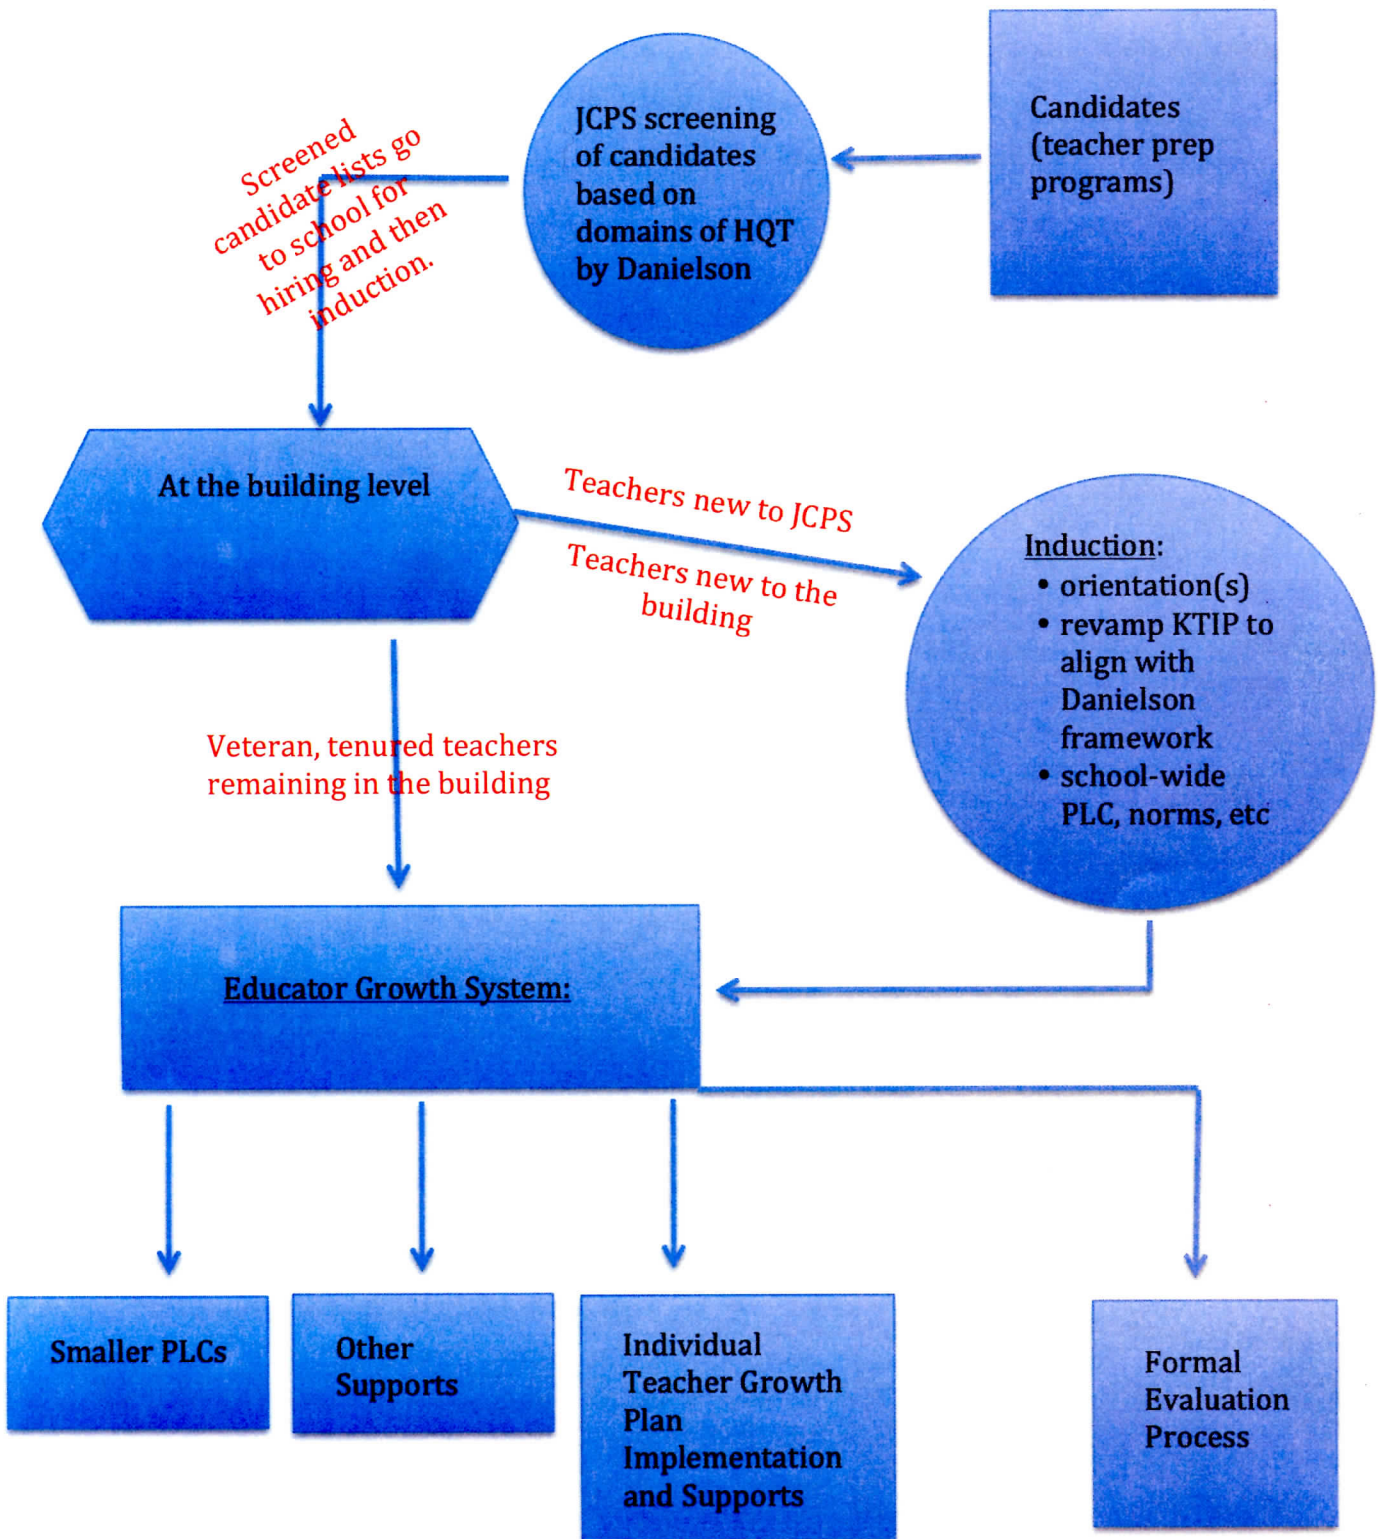 Candidates
(teacher prep
programs)
JCPS screening
of candidates
based on
domains of HQT
by Danielson
Screened
candidate lists go
to school for
hiring and then
induction.
At the building level
Teachers new to JCPS
Teachers new to the
building
Induction:
• orientation(s)
• revamp KTIP to
align with
Danielson
framework
• school-wide
PLC, norms, etc
Veteran, tenured teachers
remaining in the building
Educator Growth System:
Smaller PLCs
Other
Supports
Individual
Teacher Growth
Plan
Implementation
and Supports
Formal
Evaluation
Process